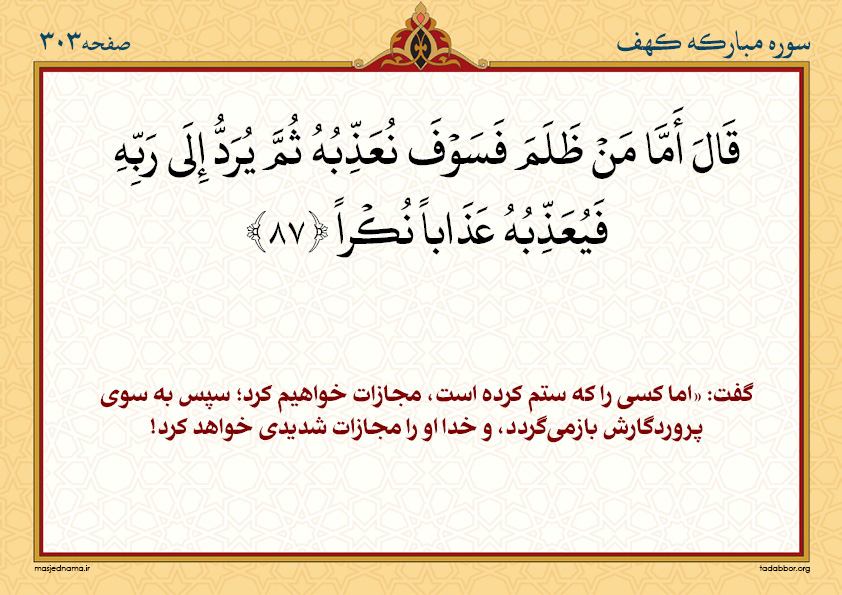 سوره مبارکه کهف
صفحه۳۰۳
قَالَ أَمَّا مَنْ ظَلَمَ فَسَوْفَ نُعَذِّبُهُ ثُمَّ يُرَدُّ إِلَى رَبِّهِ
فَيُعَذِّبُهُ عَذَاباً نُكْراً ﴿۸۷﴾
گفت: «اما کسی را که ستم کرده است، مجازات خواهیم کرد؛ سپس به سوی
پروردگارش بازمی‌گردد، و خدا او را مجازات شدیدی خواهد کرد!
masjednama.ir
tadabbor.org